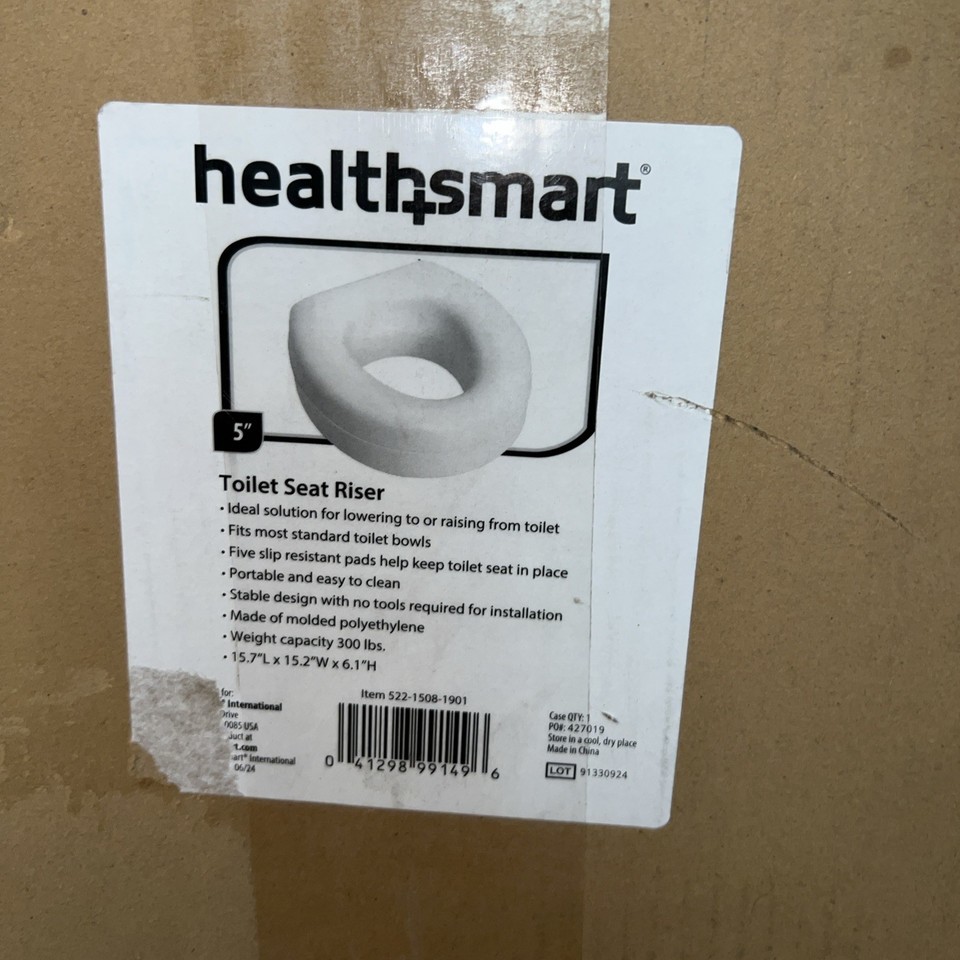 healthsmart®
5"
Toilet Seat Riser
• Ideal solution for lowering to or raising from toilet
• Fits most standard toilet bowls
• Five slip resistant pads help keep toilet seat in place
• Portable and easy to clean
• Stable design with no tools required for installation
• Made of molded polyethylene
• Weight capacity 300 lbs.
• 15.7"L x 15.2"W x 6.1"H
for:
® International
Drive
0085 USA
at
.com
® International
06/24
Item 522-1508-1901
0 41298 99149 6
Case QTY: 1
PO#: 427019
Store in a cool, dry place
Made in China
LOT 91330924